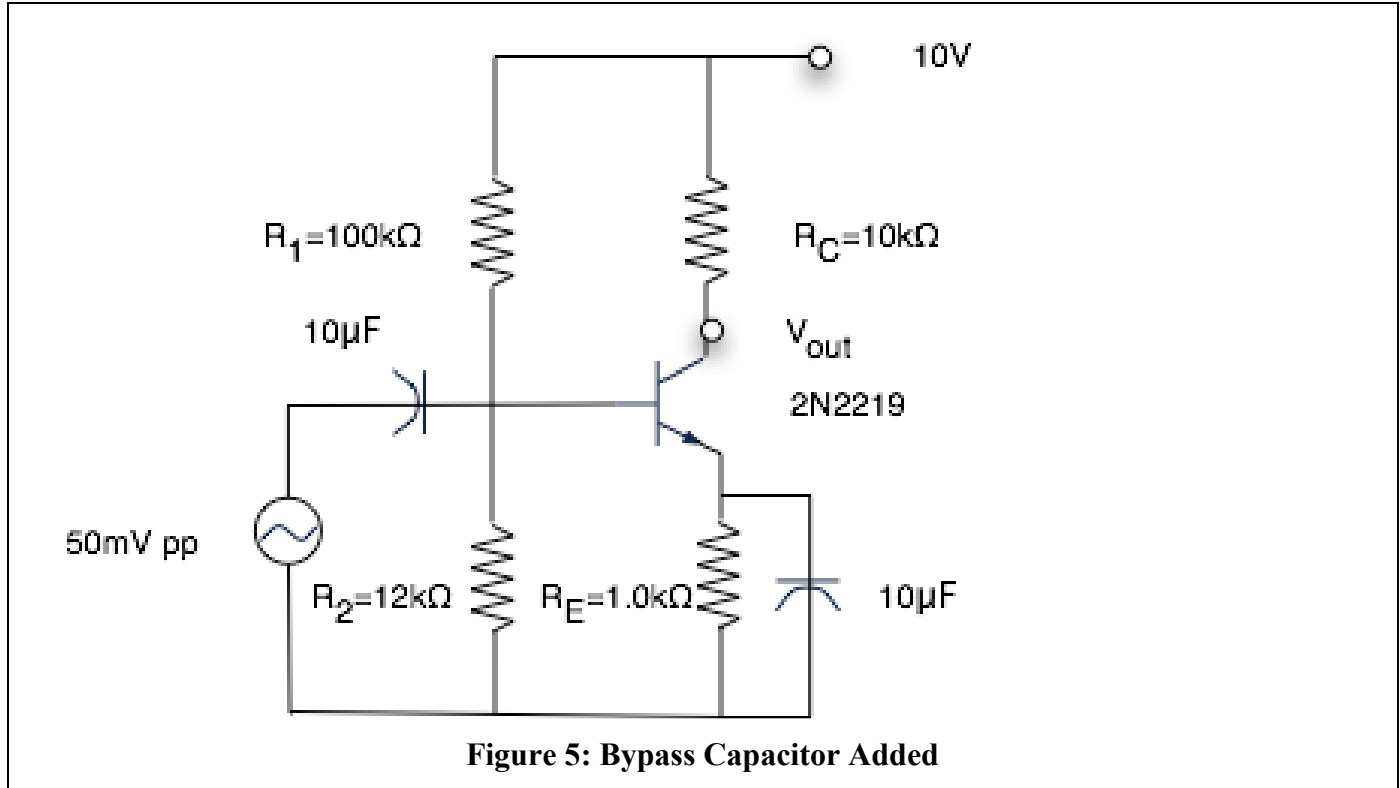 10V
R1=100kΩ
RC=10kΩ
10µF
Vout
2N2219
50mV pp
R2=12kΩ
RE=1.0kΩ
10µF
Figure 5: Bypass Capacitor Added